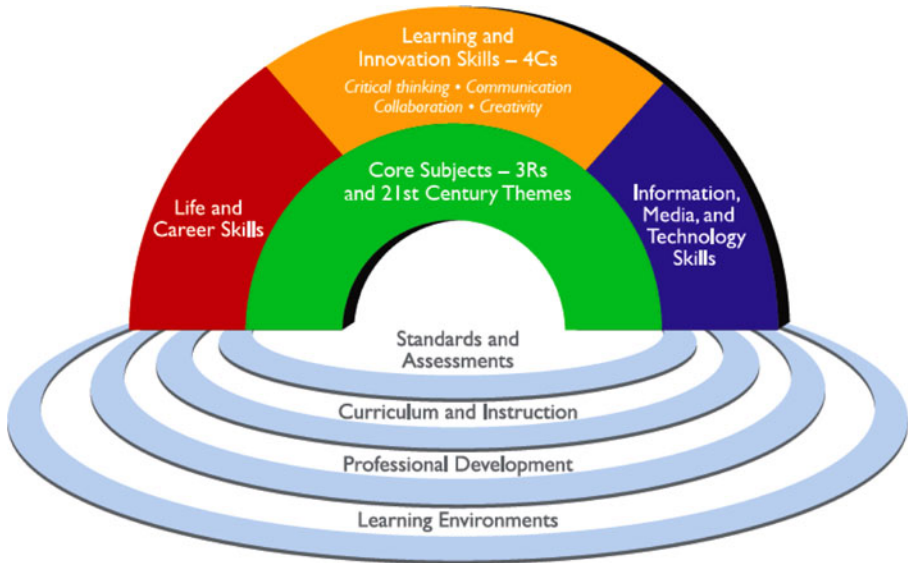 Learning and
Innovation Skills – 4Cs
Critical thinking • Communication
Collaboration • Creativity
Core Subjects – 3Rs
and 21st Century Themes
Life and
Career Skills
Information,
Media, and
Technology
Skills
Standards and
Assessments
Curriculum and Instruction
Professional Development
Learning Environments